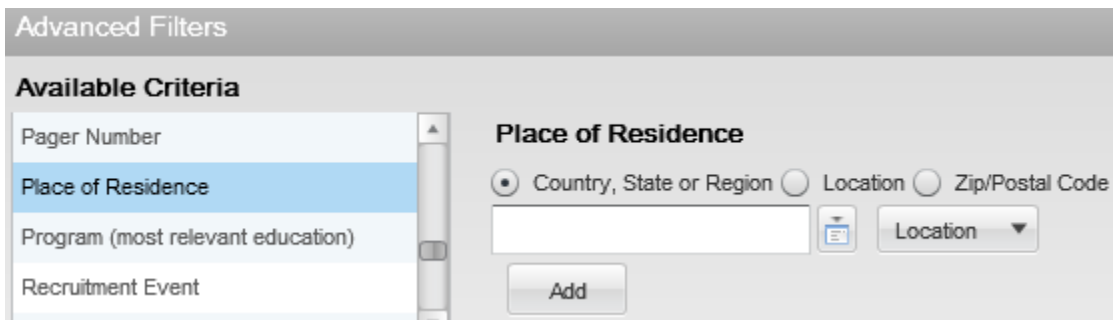 Advanced Filters
Available Criteria
Pager Number
Place of Residence
Program (most relevant education)
Recruitment Event
Place of Residence
Country, State or Region Location Zip/Postal Code
Location
Add